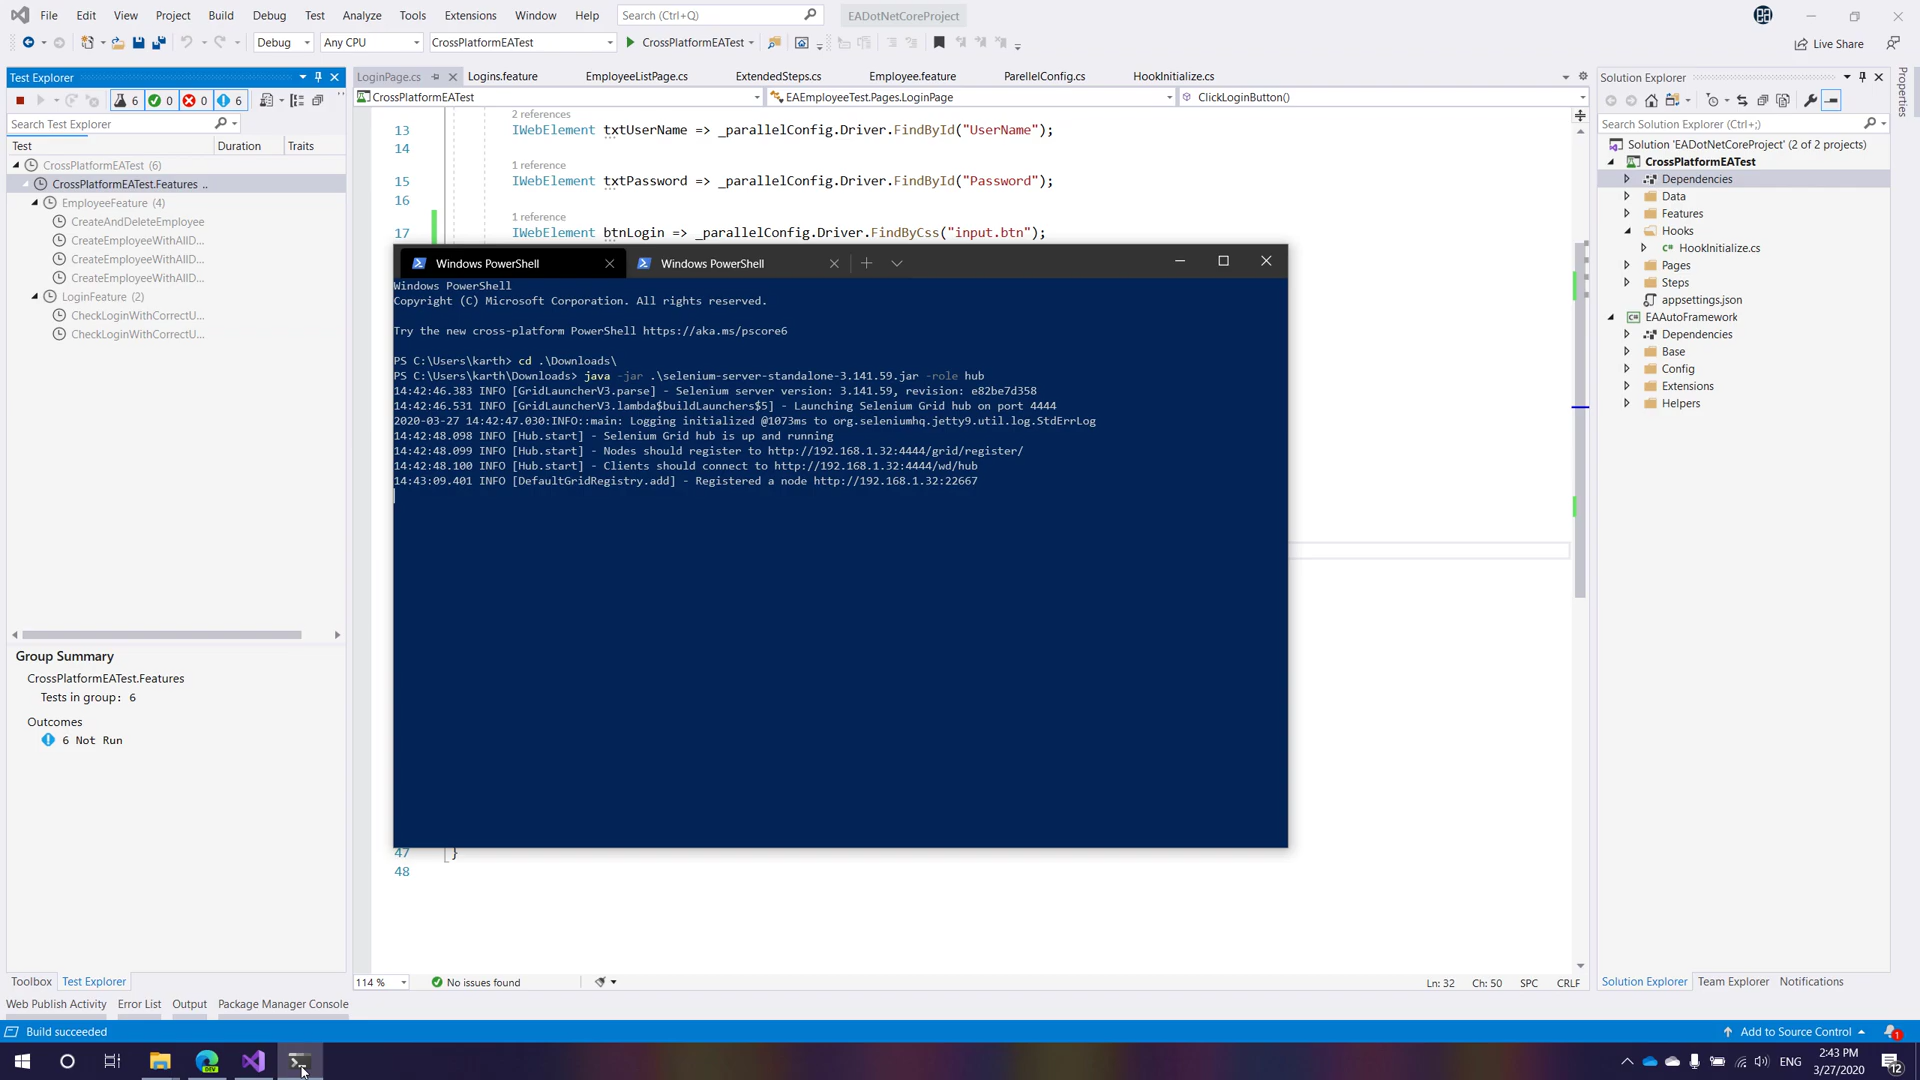 File Edit View Project Build Debug Test Analyze Tools Extensions Window Help Search (Ctrl+Q) EADotNetCoreProject
Debug Any CPU CrossPlatformEATest CrossPlatformEATest Live Share
Test Explorer
6 0 0 6
Search Test Explorer
Test Duration Traits
CrossPlatformEATest (6)
CrossPlatformEATest.Features ..
EmployeeFeature (4)
CreateAndDeleteEmployee
CreateEmployeeWithAllD...
CreateEmployeeWithAllD...
CreateEmployeeWithAllD...
LoginFeature (2)
CheckLoginWithCorrectU...
CheckLoginWithCorrectU...
Group Summary
CrossPlatformEATest.Features
Tests in group: 6
Outcomes
6 Not Run
Toolbox Test Explorer
LoginPage.cs Logins.feature EmployeeListPage.cs ExtendedSteps.cs Employee.feature ParellelConfig.cs HookInitialize.cs
CrossPlatformEATest EAEmployeeTest.Pages.LoginPage ClickLoginButton()
2 references
13 IWebElement txtUserName => _parallelConfig.Driver.FindById("UserName");
14
1 reference
15 IWebElement txtPassword => _parallelConfig.Driver.FindById("Password");
16
1 reference
17 IWebElement btnLogin => _parallelConfig.Driver.FindByCss("input.btn");
Windows PowerShell Windows PowerShell
Windows PowerShell
Copyright (C) Microsoft Corporation. All rights reserved.
Try the new cross-platform PowerShell https://aka.ms/pscore6
PS C:\Users\karth> cd .\Downloads\
PS C:\Users\karth\Downloads> java -jar .\selenium-server-standalone-3.141.59.jar -role hub
14:42:46.383 INFO [GridLauncherV3.parse] - Selenium server version: 3.141.59, revision: e82be7d358
14:42:46.531 INFO [GridLauncherV3.lambda$buildLaunchers$5] - Launching Selenium Grid hub on port 4444
2020-03-27 14:42:47.030:INFO::main: Logging initialized @1073ms to org.seleniumhq.jetty9.util.log.StdErrLog
14:42:48.098 INFO [Hub.start] - Selenium Grid hub is up and running
14:42:48.099 INFO [Hub.start] - Nodes should register to http://192.168.1.32:4444/grid/register/
14:42:48.100 INFO [Hub.start] - Clients should connect to http://192.168.1.32:4444/wd/hub
14:43:09.401 INFO [DefaultGridRegistry.add] - Registered a node http://192.168.1.32:22667
47 }
48
114 % No issues found Ln: 32 Ch: 50 SPC CRLF
Solution Explorer
Search Solution Explorer (Ctrl+;)
Solution 'EADotNetCoreProject' (2 of 2 projects)
CrossPlatformEATest
Dependencies
Data
Features
Hooks
HookInitialize.cs
Pages
Steps
appsettings.json
EAAutoFramework
Dependencies
Base
Config
Extensions
Helpers
Properties
Solution Explorer Team Explorer Notifications
Web Publish Activity Error List Output Package Manager Console
Build succeeded Add to Source Control 1
ENG 2:43 PM 3/27/2020 12
DEV